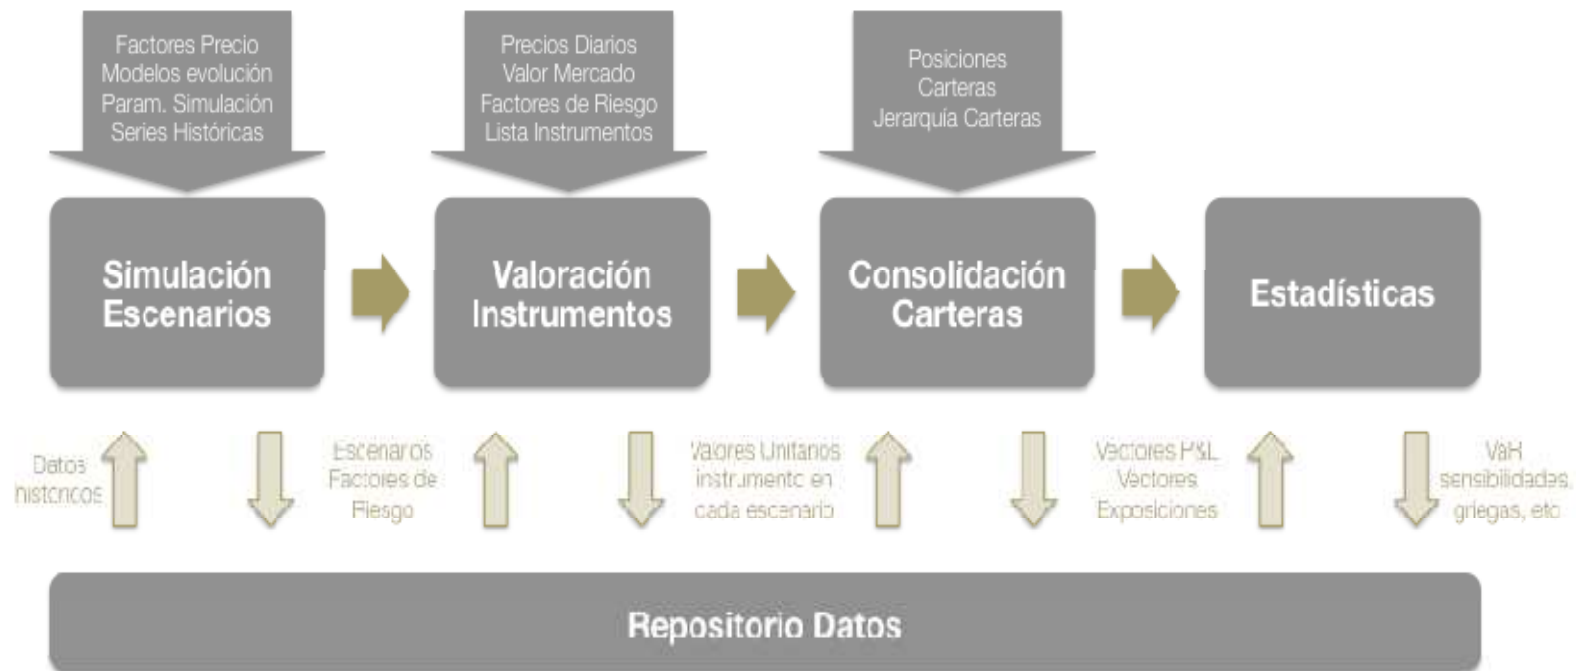 Factores Precio
Modelos evolución
Param. Simulación
Series Históricas
Precios Diarios
Valor Mercado
Factores de Riesgo
Lista Instrumentos
Posiciones
Carteras
Jerarquía Carteras
Simulación
Escenarios
Valoración
Instrumentos
Consolidación
Carteras
Estadísticas
Datos
históricos
Escenarios
Factores de
Riesgo
Valores Unitarios
instrumento en
cada escenario
Vectores P&L
Vectores
Exposiciones
VaR
sensibilidades,
griegas, etc
Repositorio Datos